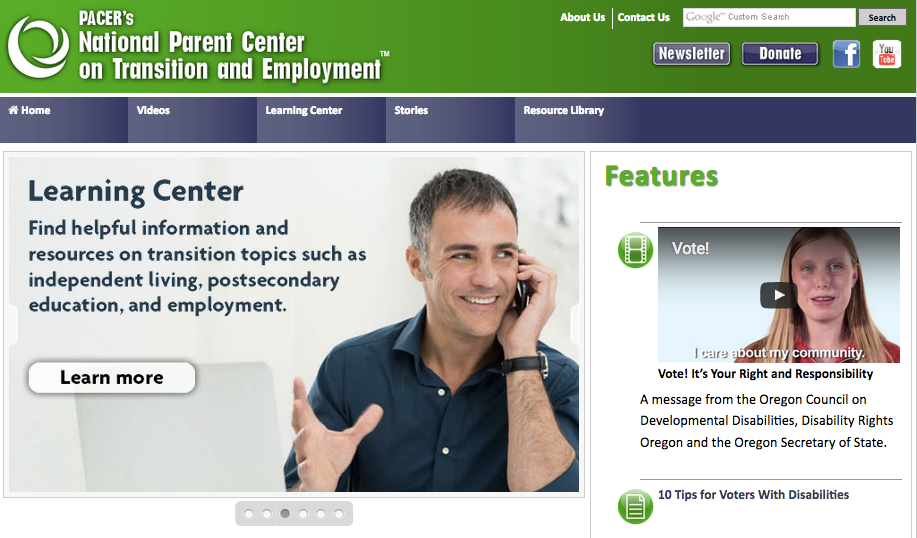 PACER's
National Parent Center
on Transition and Employment™
About Us
Contact Us
Google™ Custom Search
Search
Newsletter
Donate
f
You
Tube
Home
Videos
Learning Center
Stories
Resource Library
Learning Center
Find helpful information and
resources on transition topics such as
independent living, postsecondary
education, and employment.
Learn more
Features
Vote!
I care about my community.
Vote! It's Your Right and Responsibility
A message from the Oregon Council on
Developmental Disabilities, Disability Rights
Oregon and the Oregon Secretary of State.
10 Tips for Voters With Disabilities